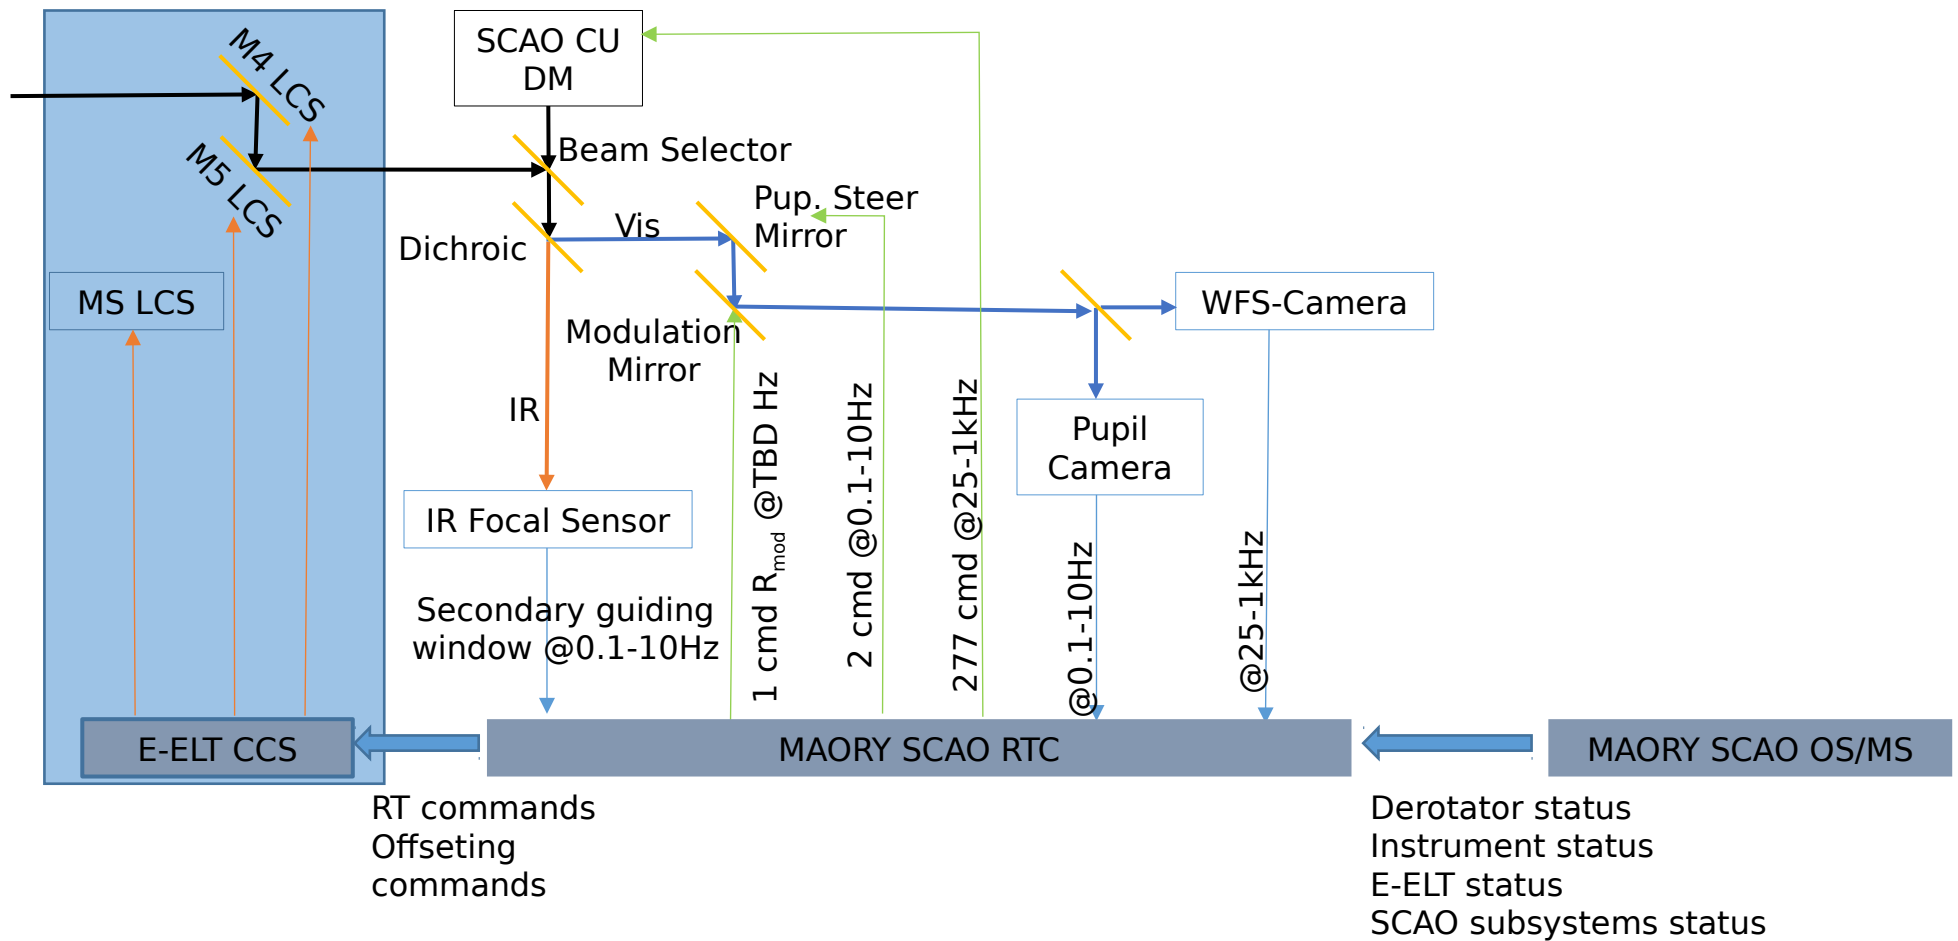 M4 LCS
SCAO CU
DM
M5 LCS
Beam Selector
Pup. Steer
Mirror
Vis
Dichroic
MS LCS
WFS-Camera
Modulation
Mirror
IR
Pupil
Camera
IR Focal Sensor
Secondary guiding
window @0.1-10Hz
1 cmd Rmod @TBD Hz
2 cmd @0.1-10Hz
277 cmd @25-1kHz
@0.1-10Hz
@25-1kHz
E-ELT CCS
MAORY SCAO RTC
MAORY SCAO OS/MS
RT commands
Offseting
commands
Derotator status
Instrument status
E-ELT status
SCAO subsystems status